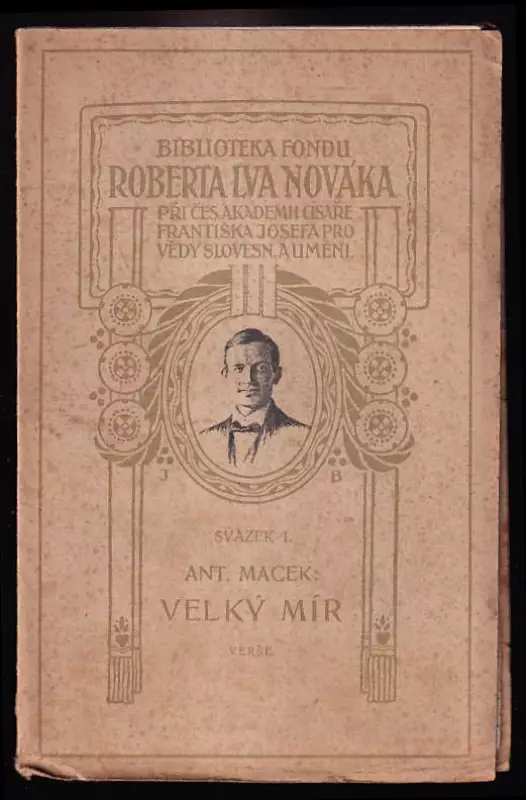 BIBLIOTEKA FONDU
ROBERTA LVA NOVÁKA
PŘI ČES. AKADEMII CÍSAŘE
FRANTIŠKA JOSEFA PRO
VĚDY SLOVESN. A UMĚNÍ.
J B
SVAZEK 1.
ANT. MACEK:
VELKÝ MÍR
VERŠE